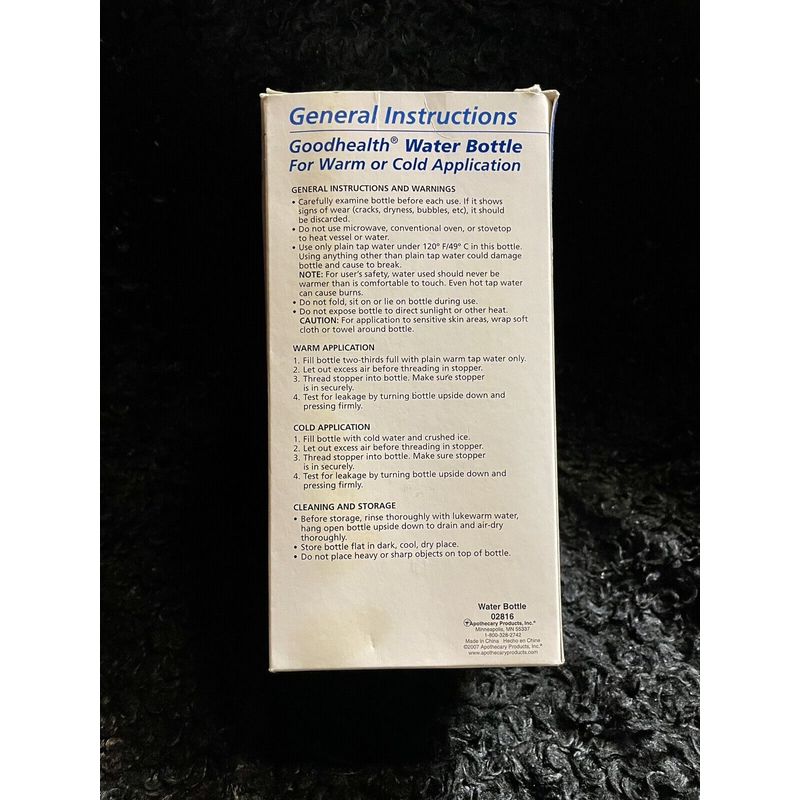 General Instructions
Goodhealth® Water Bottle
For Warm or Cold Application
GENERAL INSTRUCTIONS AND WARNINGS
• Carefully examine bottle before each use. If it shows
signs of wear (cracks, dryness, bubbles, etc), it should
be discarded.
• Do not use microwave, conventional oven, or stovetop
to heat vessel or water.
• Use only plain tap water under 120° F/49° C in this bottle.
Using anything other than plain tap water could damage
bottle and cause to break.
NOTE: For user's safety, water used should never be
warmer than is comfortable to touch. Even hot tap water
can cause burns.
• Do not fold, sit on or lie on bottle during use.
• Do not expose bottle to direct sunlight or other heat.
CAUTION: For application to sensitive skin areas, wrap soft
cloth or towel around bottle.
WARM APPLICATION
1. Fill bottle two-thirds full with plain warm tap water only.
2. Let out excess air before threading in stopper.
3. Thread stopper into bottle. Make sure stopper
is in securely.
4. Test for leakage by turning bottle upside down and
pressing firmly.
COLD APPLICATION
1. Fill bottle with cold water and crushed ice.
2. Let out excess air before threading in stopper.
3. Thread stopper into bottle. Make sure stopper
is in securely.
4. Test for leakage by turning bottle upside down and
pressing firmly.
CLEANING AND STORAGE
• Before storage, rinse thoroughly with lukewarm water,
hang open bottle upside down to drain and air-dry
thoroughly.
• Store bottle flat in dark, cool, dry place.
• Do not place heavy or sharp objects on top of bottle.
Water Bottle
02816
Apothecary Products, Inc.®
Minneapolis, MN 55337
1-800-328-2742
Made in China Hecho en Chine
©2007 Apothecary Products, Inc.®
www.apothecaryproducts.com